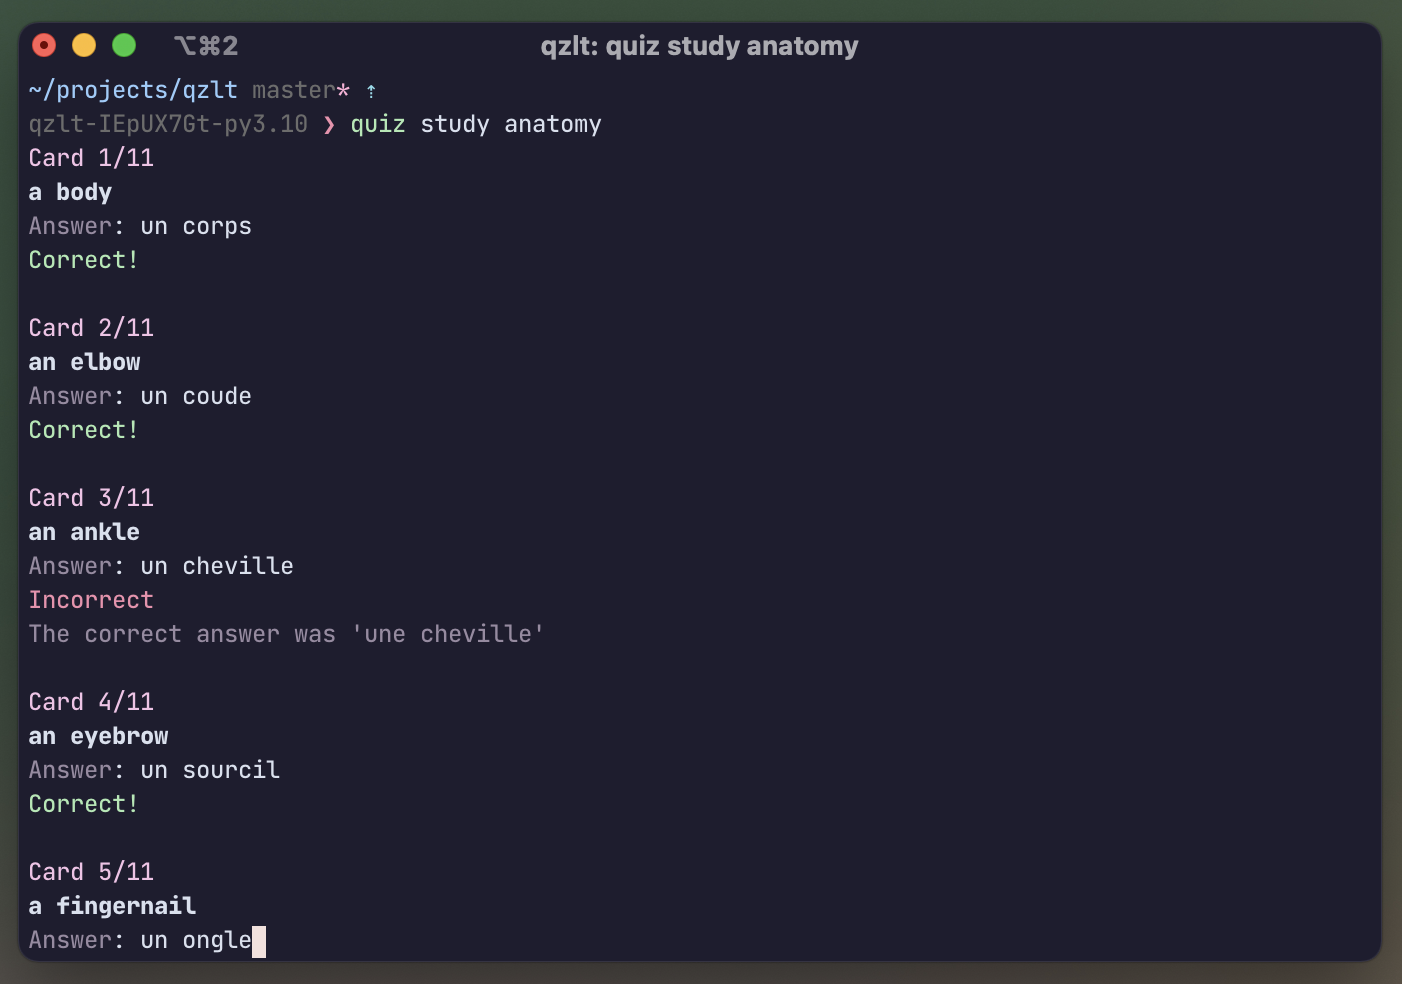 ⌥⌘2 qzlt: quiz study anatomy
~/projects/qzlt master* ⇡
qzlt-IEpUX7Gt-py3.10 ❯ quiz study anatomy
Card 1/11
a body
Answer: un corps
Correct!
Card 2/11
an elbow
Answer: un coude
Correct!
Card 3/11
an ankle
Answer: un cheville
Incorrect
The correct answer was 'une cheville'
Card 4/11
an eyebrow
Answer: un sourcil
Correct!
Card 5/11
a fingernail
Answer: un ongle